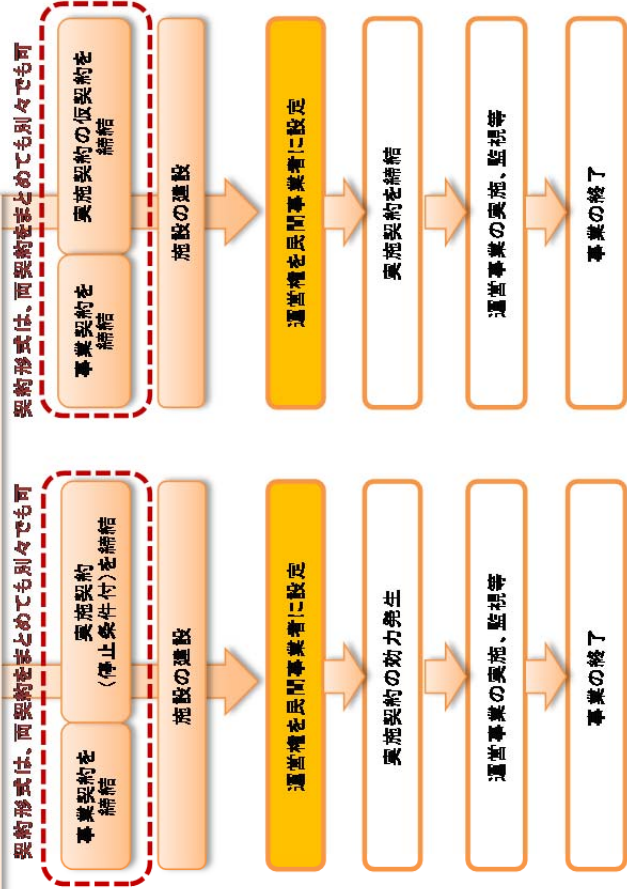 契約形式は、両契約をまとめても別々でも可
事業契約を
締結
実施契約
(停止条件付)を締結
施設の建設
運営権を民間事業者に設定
実施契約の効力発生
運営事業の実施、監視等
事業の終了
契約形式は、両契約をまとめても別々でも可
事業契約を
締結
実施契約の仮契約を
締結
施設の建設
運営権を民間事業者に設定
実施契約を締結
運営事業の実施、監視等
事業の終了